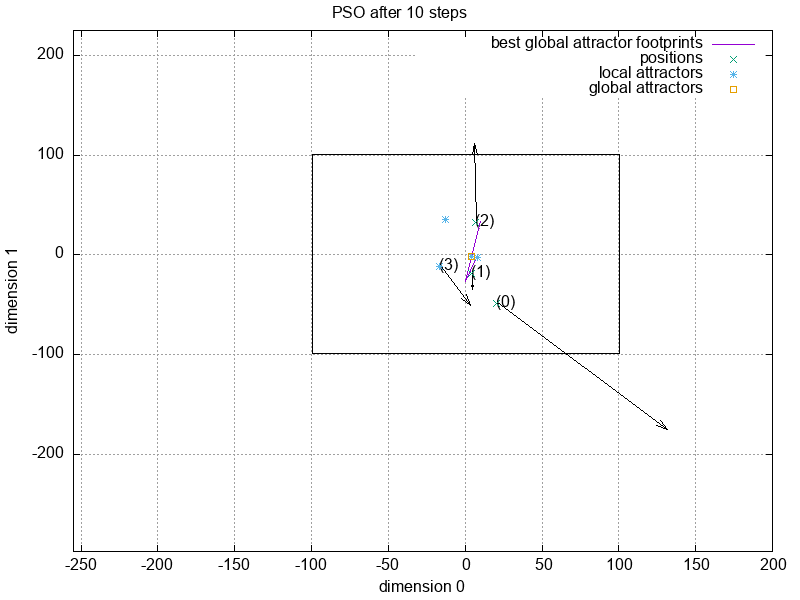 PSO after 10 steps
best global attractor footprints
positions
local attractors
global attractors
200
100
0
-100
-200
dimension 1
(2)
(3)
(1)
(0)
-250 -200 -150 -100 -50 0 50 100 150 200
dimension 0